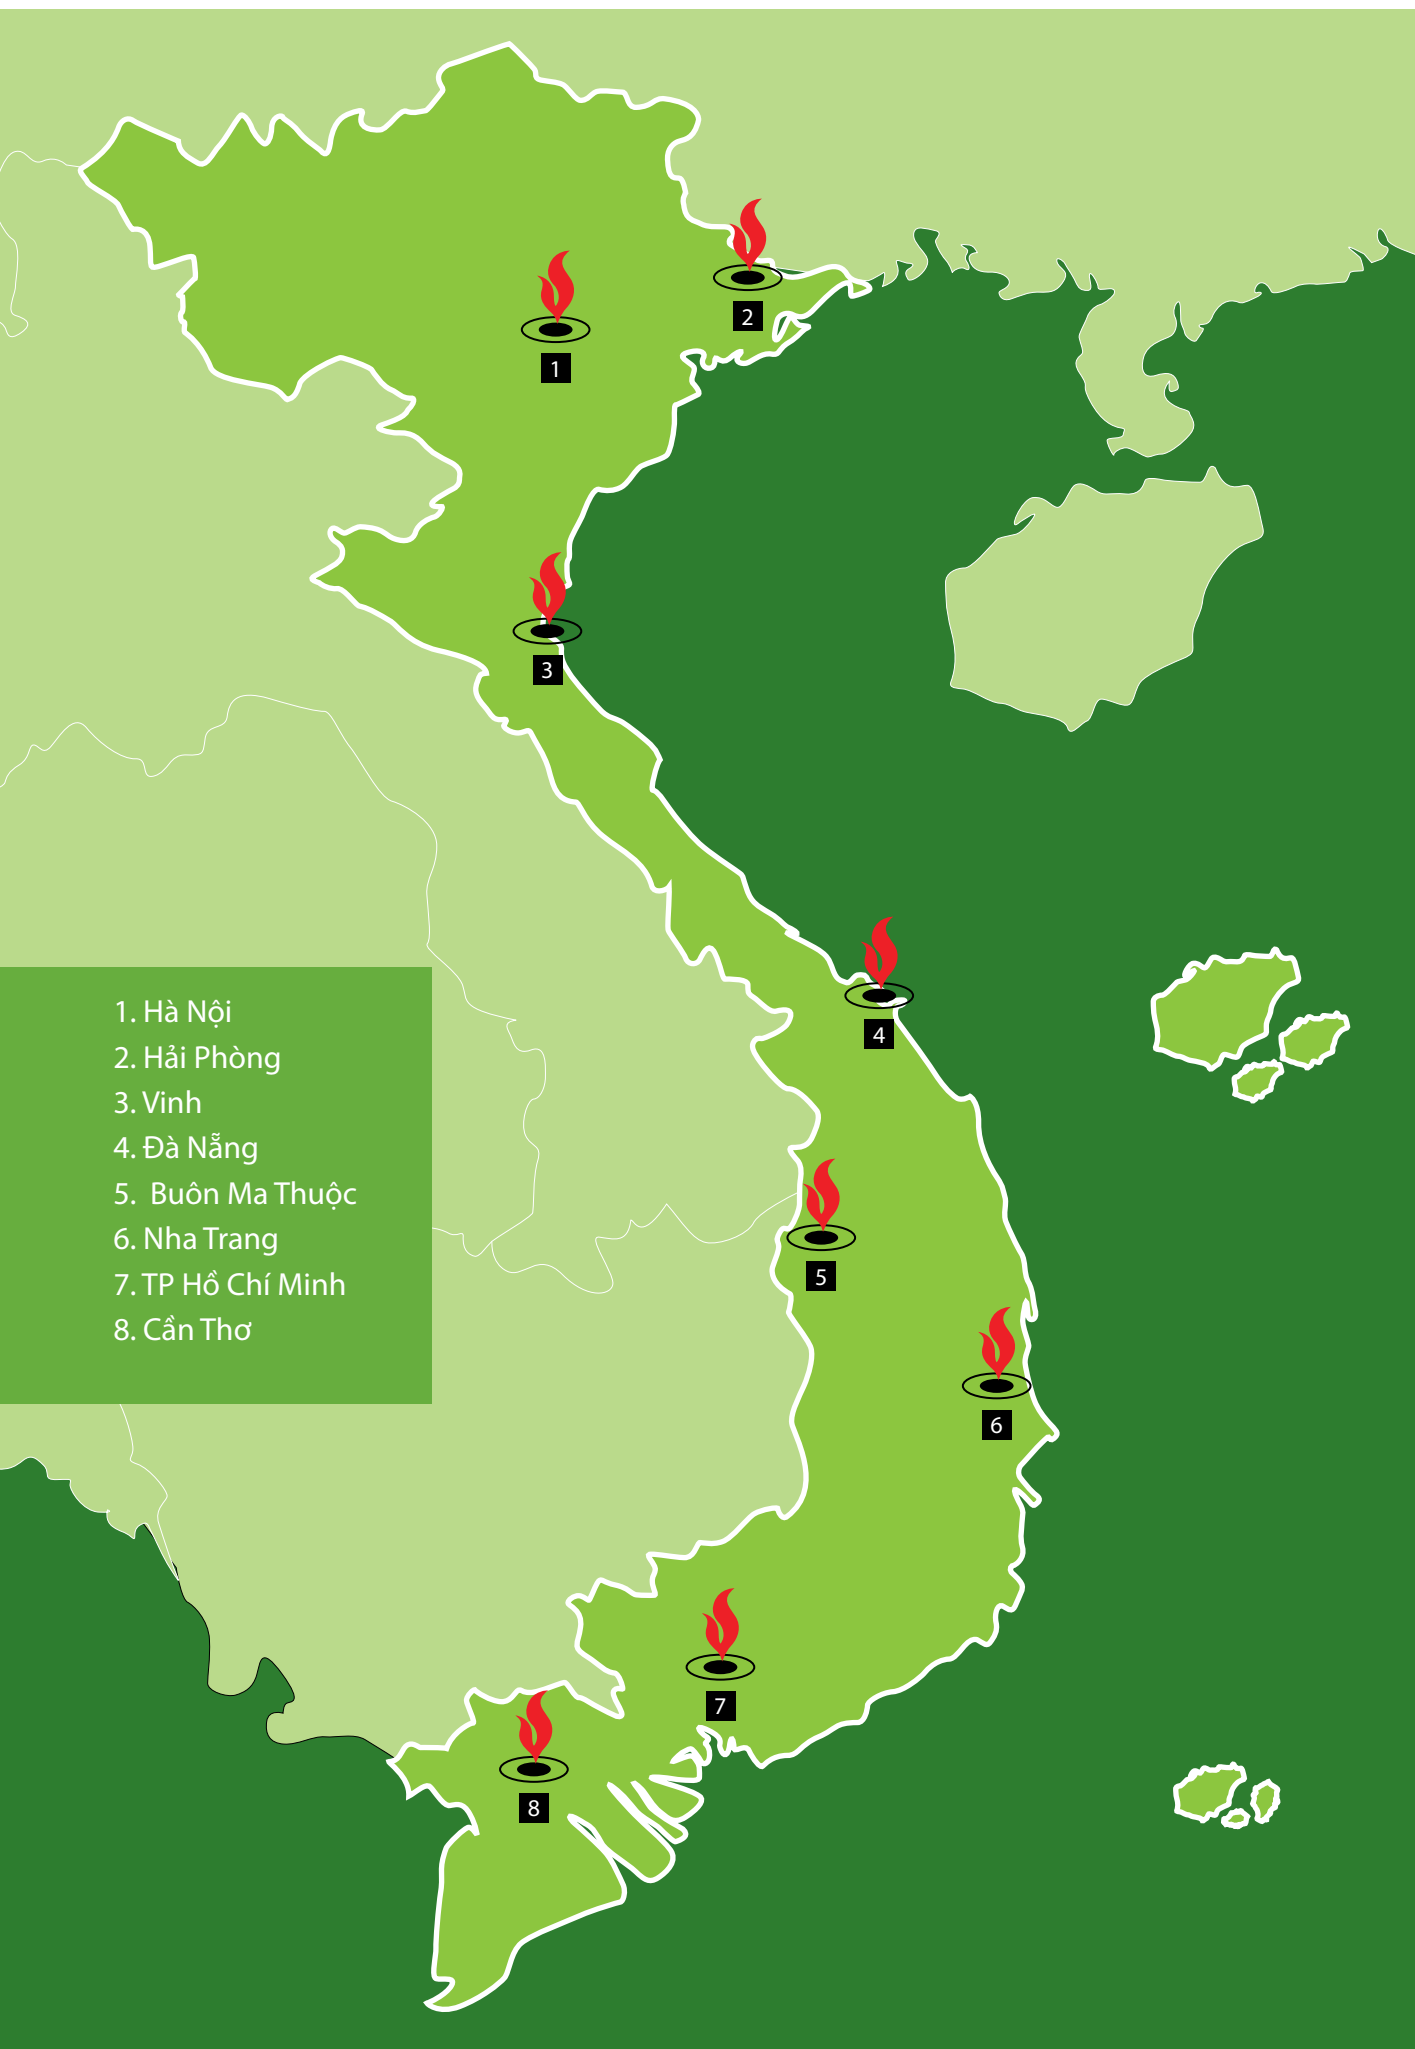 1
2
3
4
1. Hà Nội
2. Hải Phòng
3. Vinh
4. Đà Nẵng
5. Buôn Ma Thuộc
6. Nha Trang
7. TP Hồ Chí Minh
8. Cần Thơ
5
6
7
8